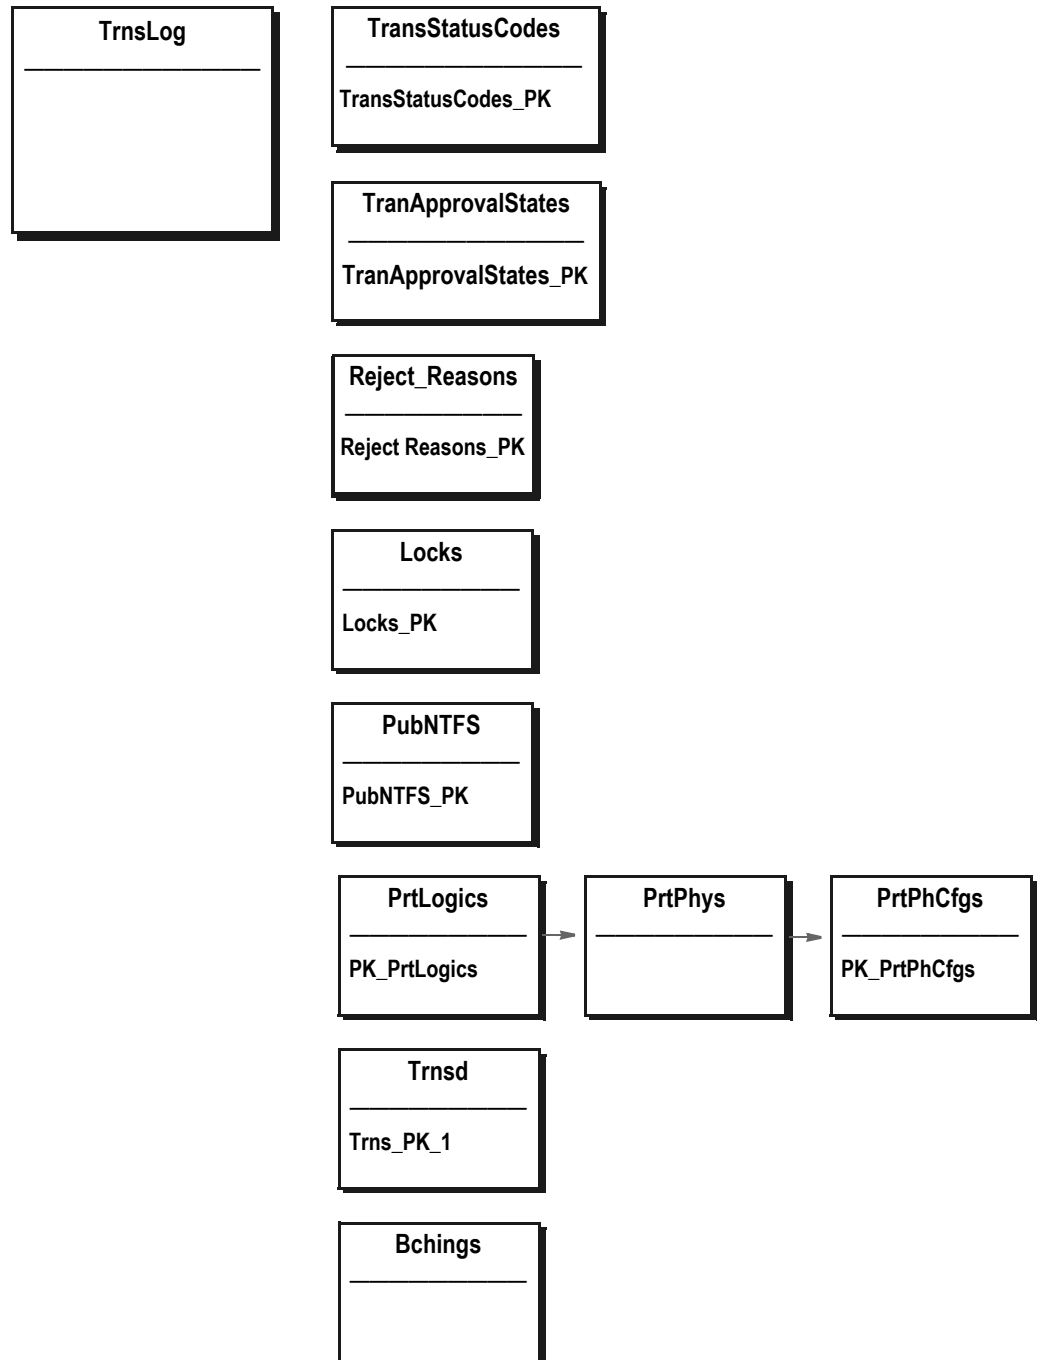 TrnsLog
TransStatusCodes
TransStatusCodes_PK
TranApprovalStates
TranApprovalStates_PK
Reject_Reasons
Reject Reasons_PK
Locks
Locks_PK
PubNTFS
PubNTFS_PK
PrtLogics
PK_PrtLogics
PrtPhys
PrtPhCfgs
PK_PrtPhCfgs
Trnsd
Trns_PK_1
Bchings